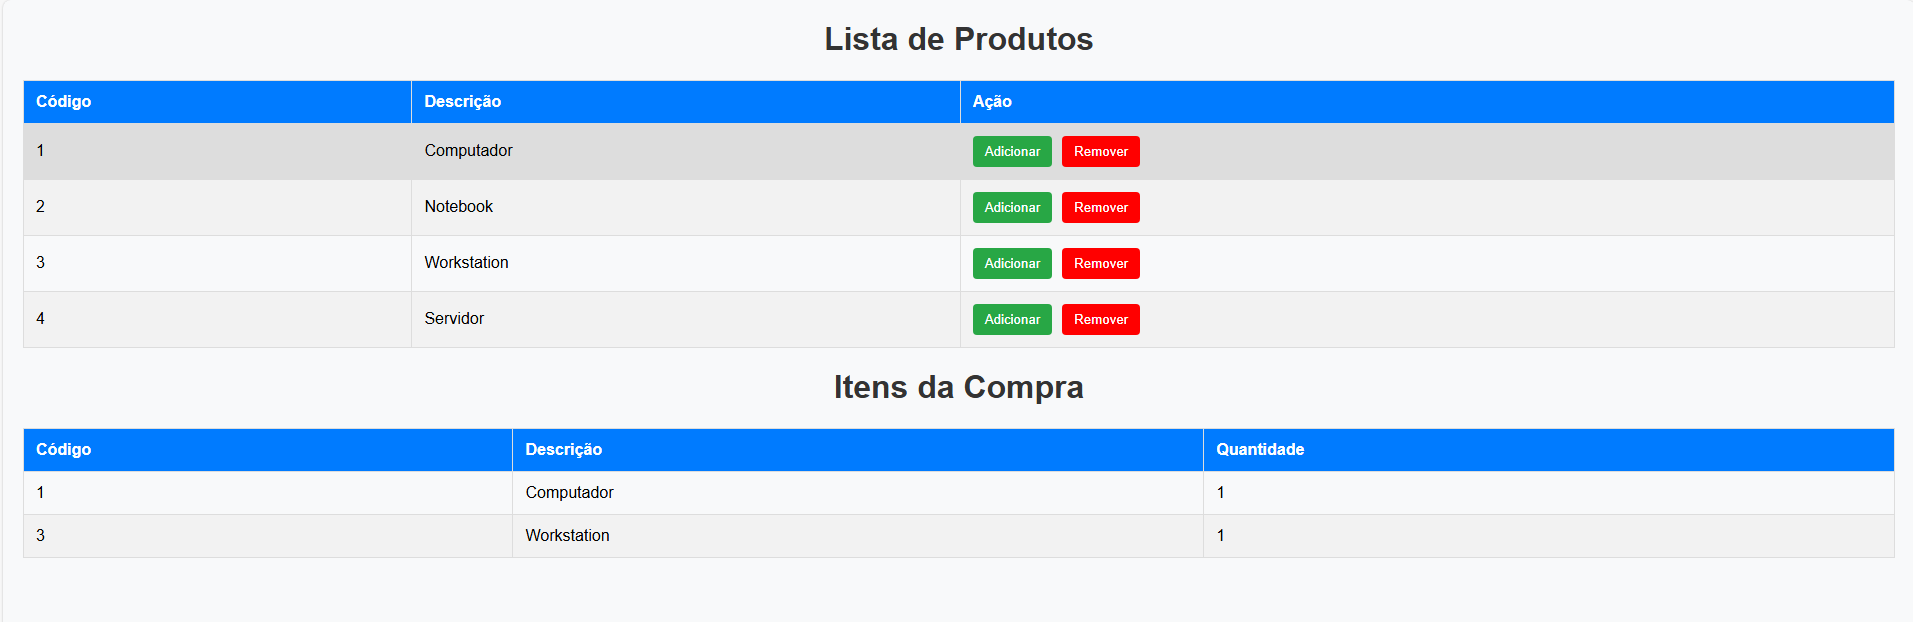 Lista de Produtos
Código Descrição Ação
1 Computador Adicionar Remover
2 Notebook Adicionar Remover
3 Workstation Adicionar Remover
4 Servidor Adicionar Remover
Itens da Compra
Código Descrição Quantidade
1 Computador 1
3 Workstation 1